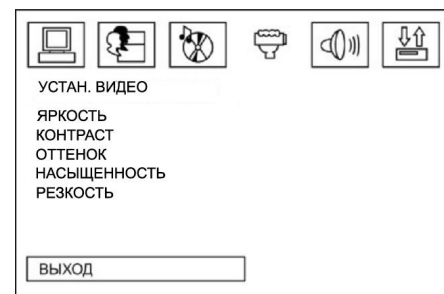 УСТАН. ВИДЕО
ЯРКОСТЬ
КОНТРАСТ
ОТТЕНОК
НАСЫЩЕННОСТЬ
РЕЗКОСТЬ
ВЫХОД